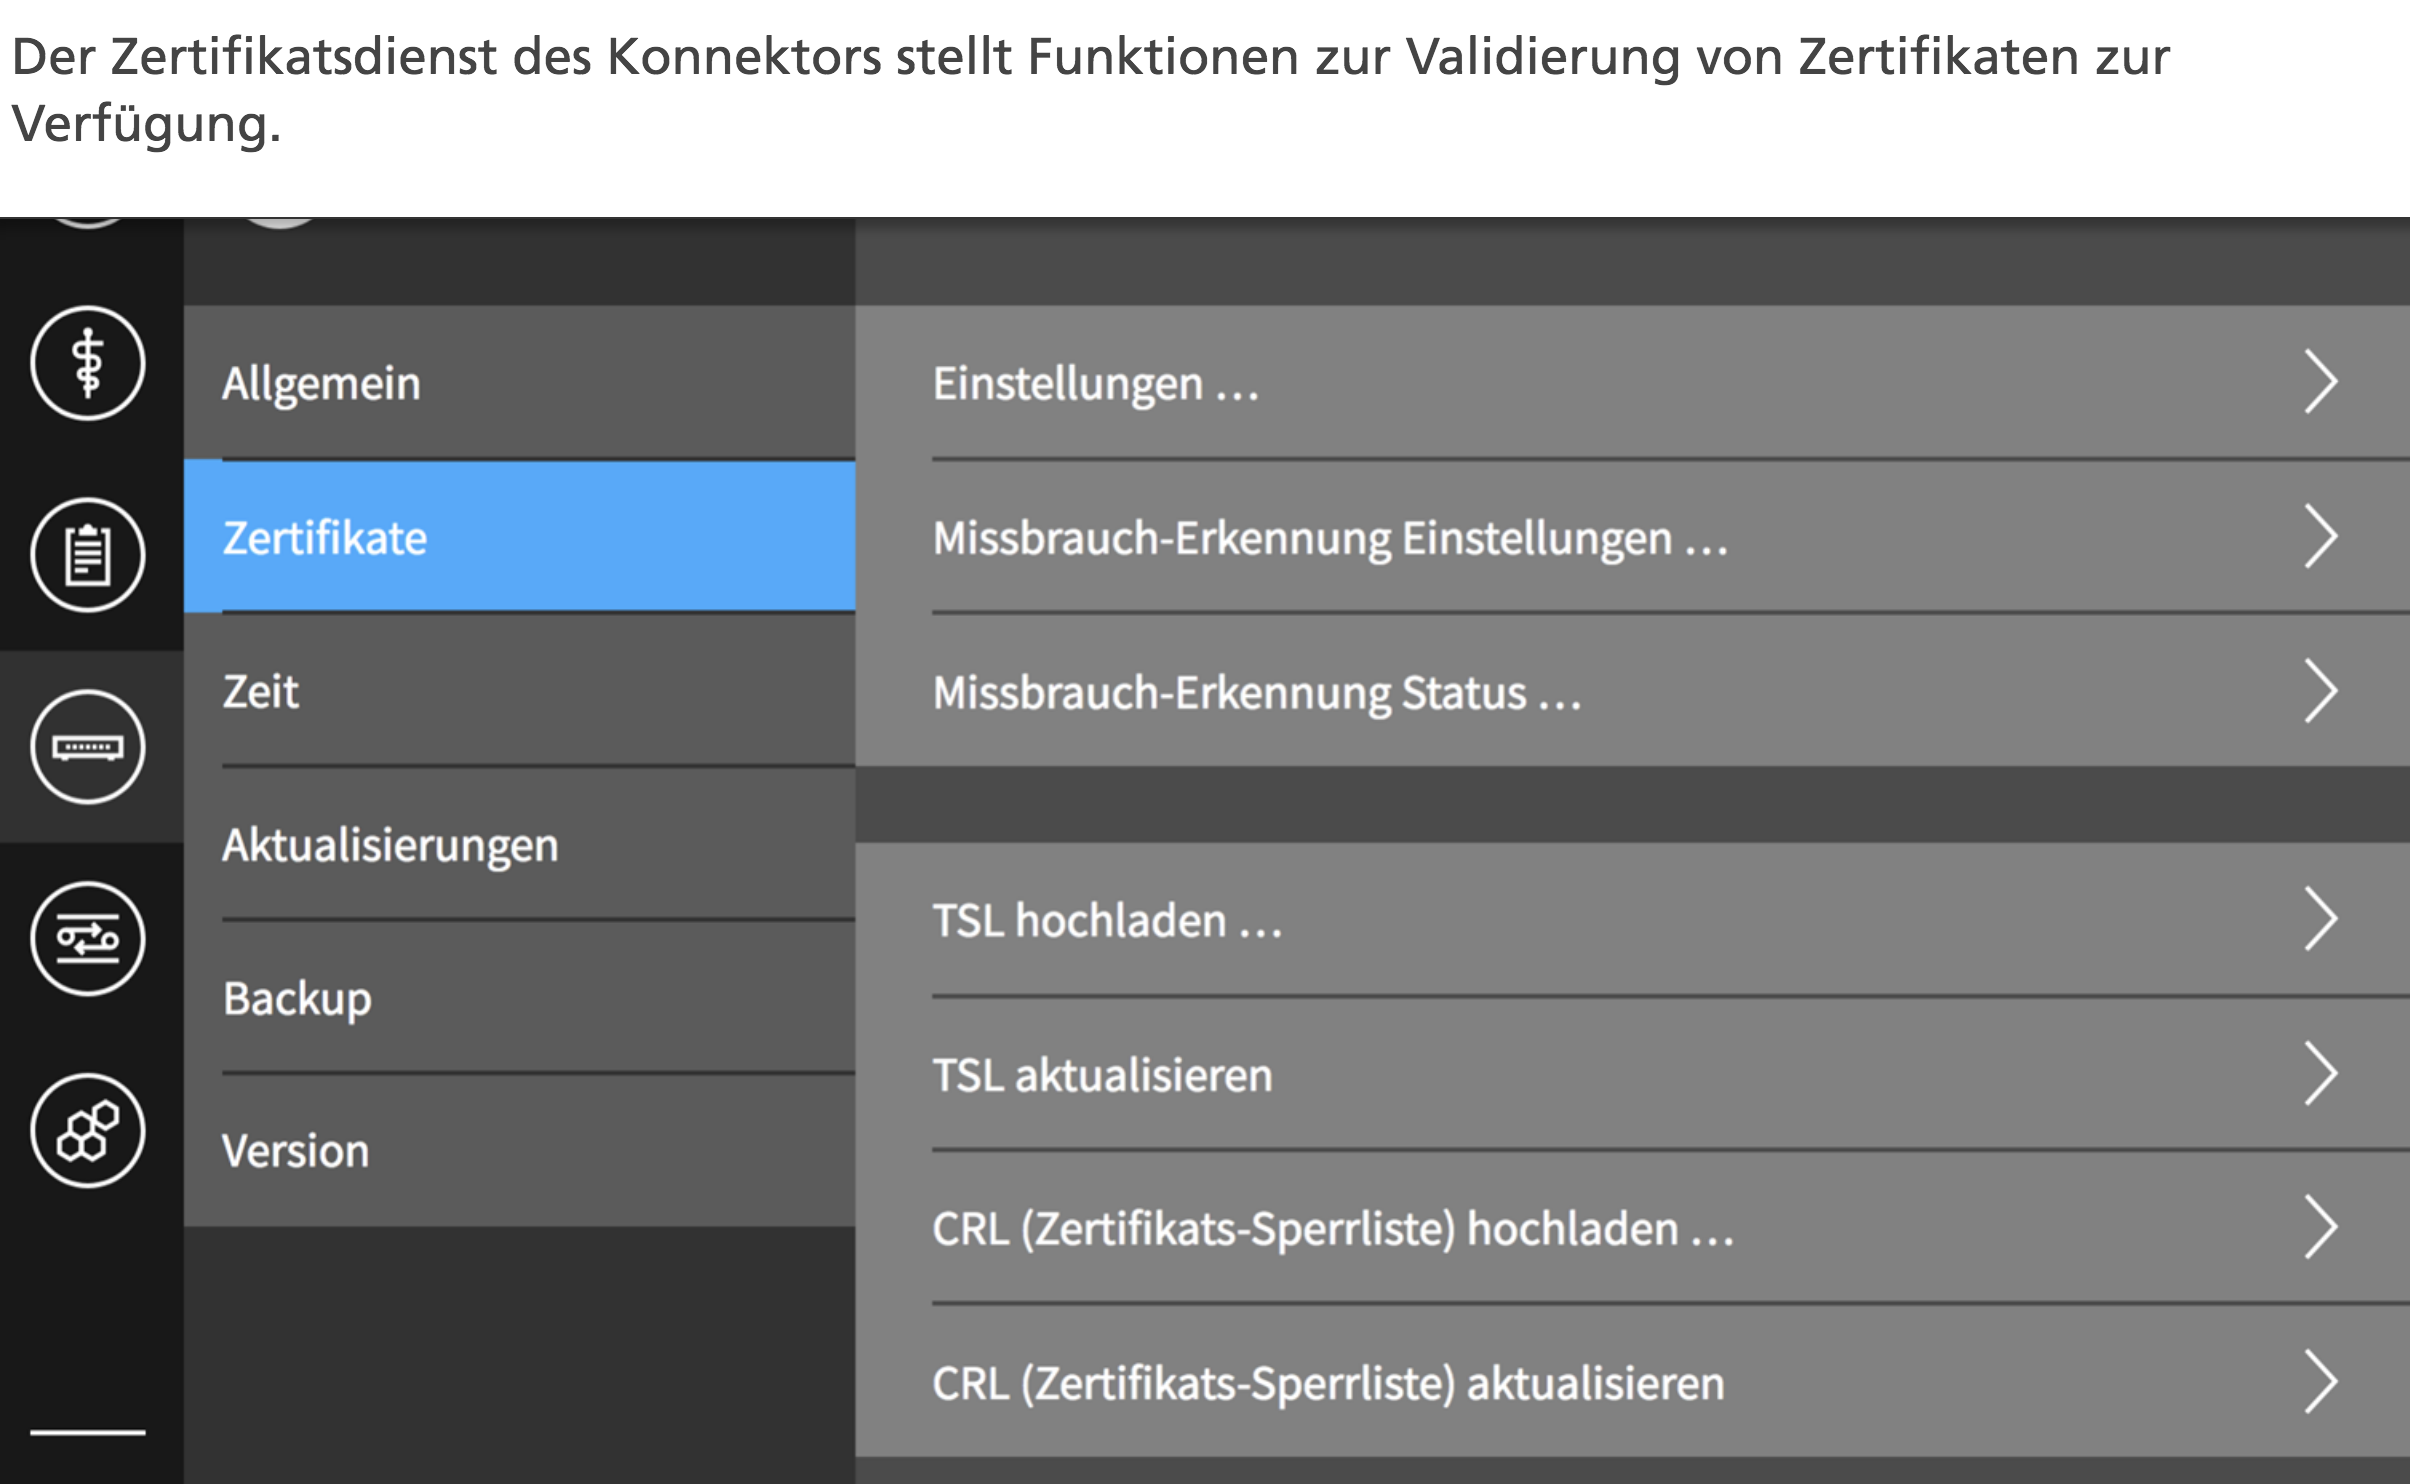 Der Zertifikatsdienst des Konnektors stellt Funktionen zur Validierung von Zertifikaten zur
Verfügung.
Allgemein
Zertifikate
Zeit
Aktualisierungen
Backup
Version
Einstellungen ...
Missbrauch-Erkennung Einstellungen ...
Missbrauch-Erkennung Status ...
TSL hochladen ...
TSL aktualisieren
CRL (Zertifikats-Sperrliste) hochladen ...
CRL (Zertifikats-Sperrliste) aktualisieren